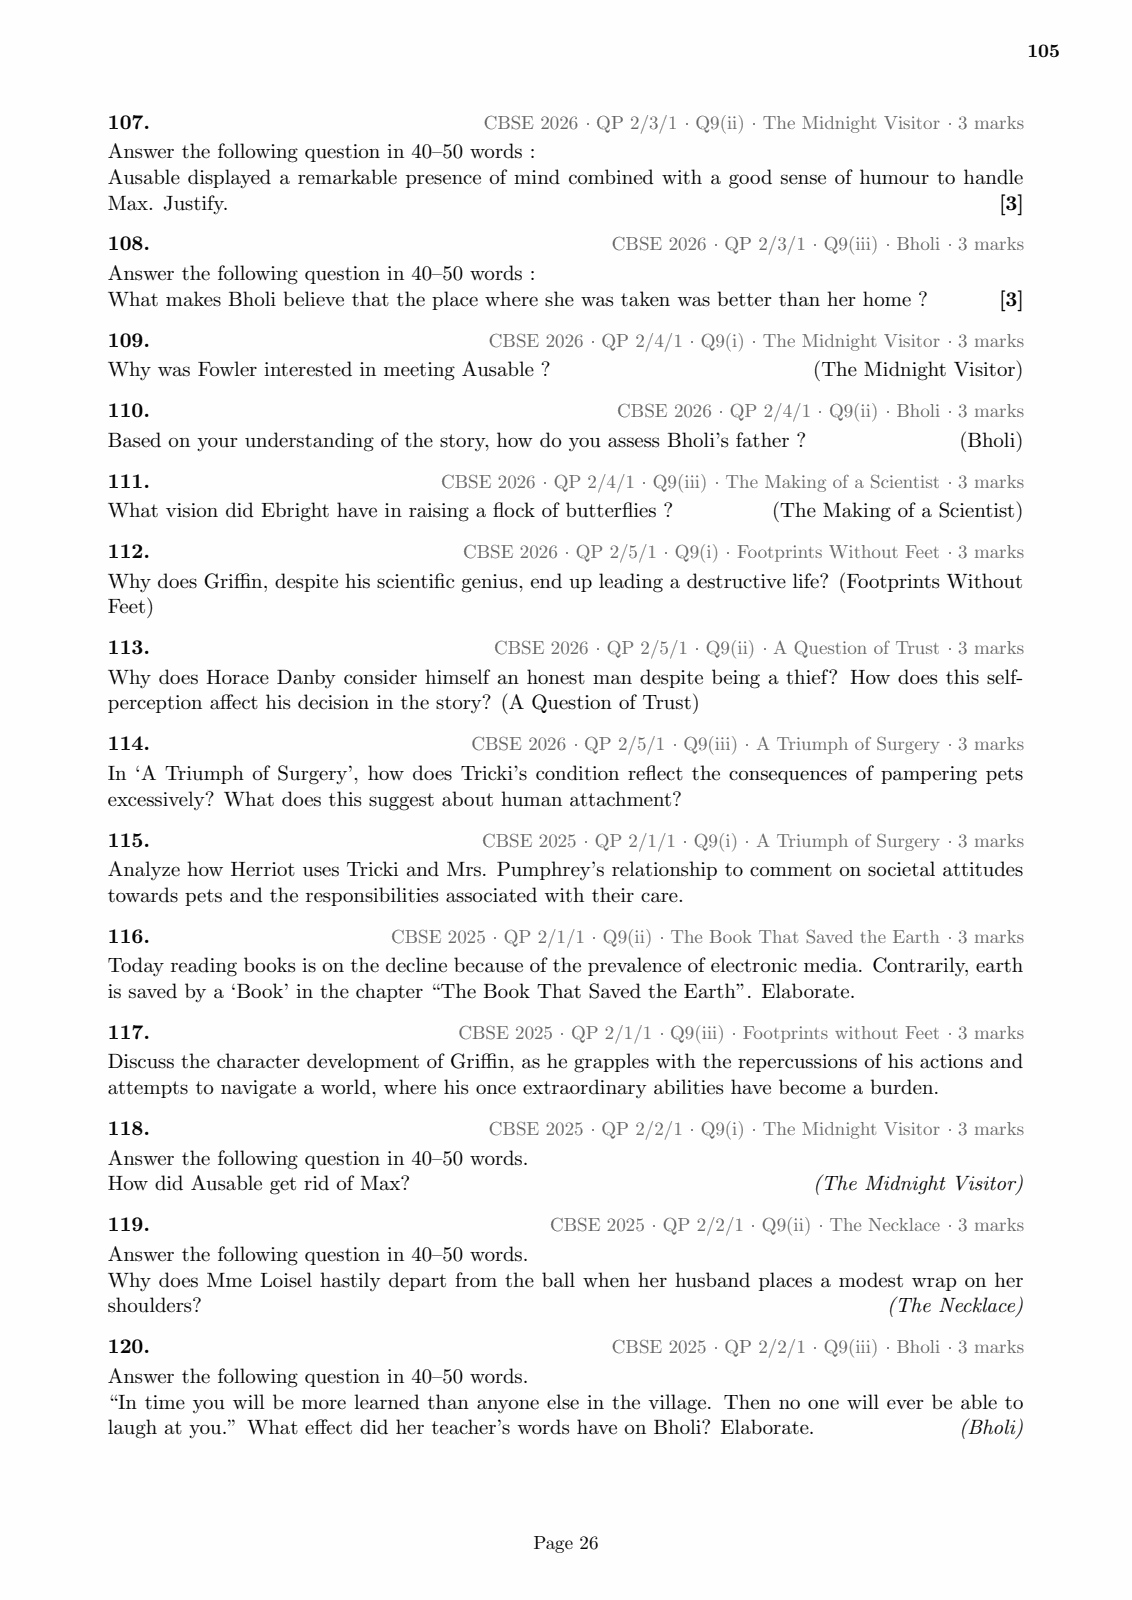 105
107. CBSE 2026 · QP 2/3/1 · Q9(ii) · The Midnight Visitor · 3 marks
Answer the following question in 40–50 words :
Ausable displayed a remarkable presence of mind combined with a good sense of humour to handle
Max. Justify. [3]
108. CBSE 2026 · QP 2/3/1 · Q9(iii) · Bholi · 3 marks
Answer the following question in 40–50 words :
What makes Bholi believe that the place where she was taken was better than her home ? [3]
109. CBSE 2026 · QP 2/4/1 · Q9(i) · The Midnight Visitor · 3 marks
Why was Fowler interested in meeting Ausable ? (The Midnight Visitor)
110. CBSE 2026 · QP 2/4/1 · Q9(ii) · Bholi · 3 marks
Based on your understanding of the story, how do you assess Bholi's father ? (Bholi)
111. CBSE 2026 · QP 2/4/1 · Q9(iii) · The Making of a Scientist · 3 marks
What vision did Ebright have in raising a flock of butterflies ? (The Making of a Scientist)
112. CBSE 2026 · QP 2/5/1 · Q9(i) · Footprints Without Feet · 3 marks
Why does Griffin, despite his scientific genius, end up leading a destructive life? (Footprints Without
Feet)
113. CBSE 2026 · QP 2/5/1 · Q9(ii) · A Question of Trust · 3 marks
Why does Horace Danby consider himself an honest man despite being a thief? How does this self-
perception affect his decision in the story? (A Question of Trust)
114. CBSE 2026 · QP 2/5/1 · Q9(iii) · A Triumph of Surgery · 3 marks
In ‘A Triumph of Surgery’, how does Tricki's condition reflect the consequences of pampering pets
excessively? What does this suggest about human attachment?
115. CBSE 2025 · QP 2/1/1 · Q9(i) · A Triumph of Surgery · 3 marks
Analyze how Herriot uses Tricki and Mrs. Pumphrey's relationship to comment on societal attitudes
towards pets and the responsibilities associated with their care.
116. CBSE 2025 · QP 2/1/1 · Q9(ii) · The Book That Saved the Earth · 3 marks
Today reading books is on the decline because of the prevalence of electronic media. Contrarily, earth
is saved by a ‘Book’ in the chapter “The Book That Saved the Earth”. Elaborate.
117. CBSE 2025 · QP 2/1/1 · Q9(iii) · Footprints without Feet · 3 marks
Discuss the character development of Griffin, as he grapples with the repercussions of his actions and
attempts to navigate a world, where his once extraordinary abilities have become a burden.
118. CBSE 2025 · QP 2/2/1 · Q9(i) · The Midnight Visitor · 3 marks
Answer the following question in 40–50 words.
How did Ausable get rid of Max? (The Midnight Visitor)
119. CBSE 2025 · QP 2/2/1 · Q9(ii) · The Necklace · 3 marks
Answer the following question in 40–50 words.
Why does Mme Loisel hastily depart from the ball when her husband places a modest wrap on her
shoulders? (The Necklace)
120. CBSE 2025 · QP 2/2/1 · Q9(iii) · Bholi · 3 marks
Answer the following question in 40–50 words.
“In time you will be more learned than anyone else in the village. Then no one will ever be able to
laugh at you.” What effect did her teacher's words have on Bholi? Elaborate. (Bholi)
Page 26